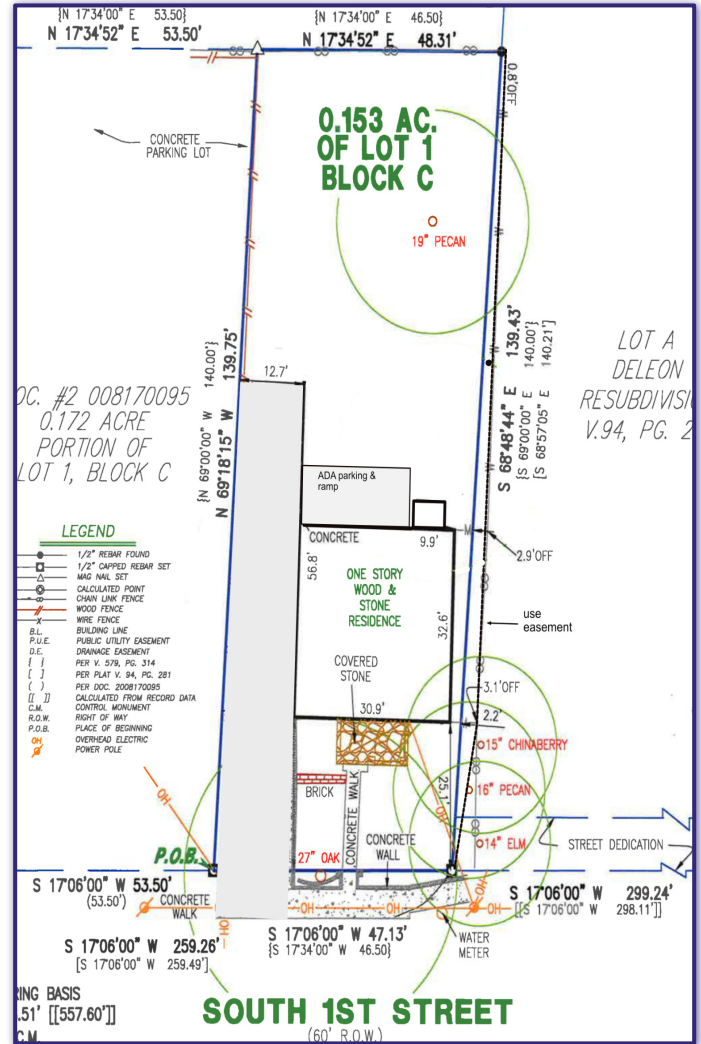 {N 17'34'00" E 53.50}
N 17'34'52" E 53.50'
{N 17'34'00" E 46.50}
N 17'34'52" E 48.31'
0.8'OFF
0.153 AC.
OF LOT 1
BLOCK C
CONCRETE
PARKING LOT
19" PECAN
{N 69'00'00" W 140.00'}
N 69'18'15" W 139.75'
S 68'48'44" E 139.43'
{S 69'00'00" E 140.00'}
[S 68'57'05" E 140.21']
LOT A
DELEON
RESUBDIVISI
V.94, PG. 2
12.7'
OC. #2 008170095
0.172 ACRE
PORTION OF
LOT 1, BLOCK C
ADA parking &
ramp
CONCRETE
9.9'
M
2.9'OFF
56.8'
ONE STORY
WOOD &
STONE
RESIDENCE
32.6'
use
easement
LEGEND
1/2" REBAR FOUND
1/2" CAPPED REBAR SET
MAG NAIL SET
CALCULATED POINT
CHAIN LINK FENCE
WOOD FENCE
WIRE FENCE
B.L. BUILDING LINE
P.U.E. PUBLIC UTILITY EASEMENT
D.E. DRAINAGE EASEMENT
{ } PER V. 579, PG. 314
[ ] PER PLAT V. 94, PG. 281
( ) PER DOC. 2008170095
[[ ]] CALCULATED FROM RECORD DATA
C.M. CONTROL MONUMENT
R.O.W. RIGHT OF WAY
P.O.B. PLACE OF BEGINNING
OH OVERHEAD ELECTRIC
POWER POLE
COVERED
STONE
30.9'
3.1'OFF
2.2'
15" CHINABERRY
16" PECAN
14" ELM
25.1'
BRICK
CONCRETE WALK
CONCRETE
WALL
27" OAK
STREET DEDICATION
OH
OH
P.O.B.
S 17'06'00" W 53.50'
(53.50')
CONCRETE
WALK
OH
OH
OH
OH
OH
S 17'06'00" W 299.24'
[[S 17'06'00" W 298.11']]
S 17'06'00" W 259.26'
[S 17'06'00" W 259.49']
S 17'06'00" W 47.13'
{S 17'34'00" W 46.50}
WATER
METER
RING BASIS
.51' [[557.60']]
C.M.
SOUTH 1ST STREET
(60' R.O.W.)